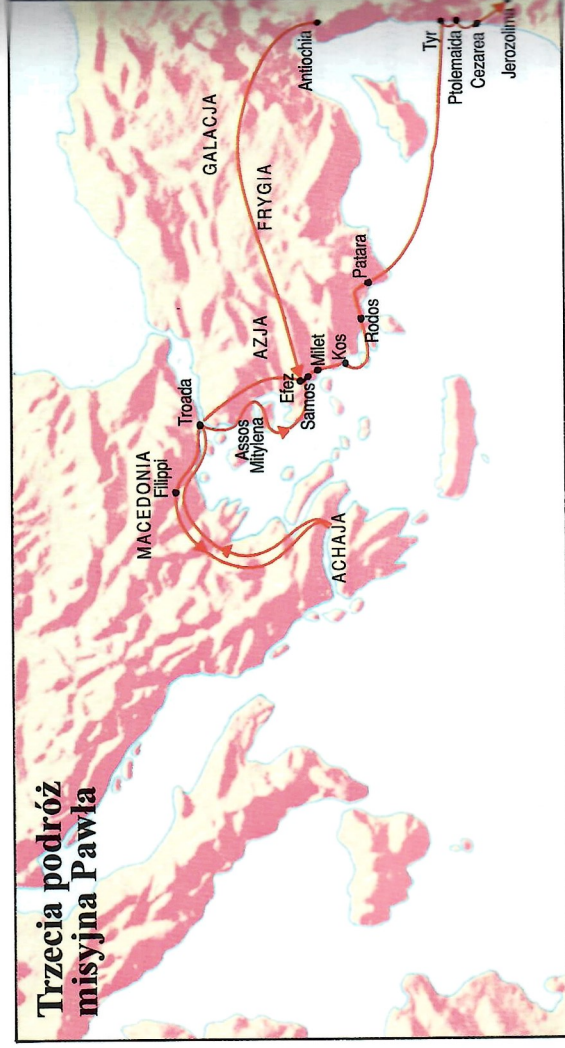 Trzecia podróż
misyjna Pawła
MACEDONIA
Filippi
Troada
ACHAJA
Assos
Mitylena
AZJA
Efez
Samos
Milet
Kos
Rodos
Patara
FRYGIA
GALACJA
Antiochia
Tyr
Ptolemaida
Cezarea
Jerozolima